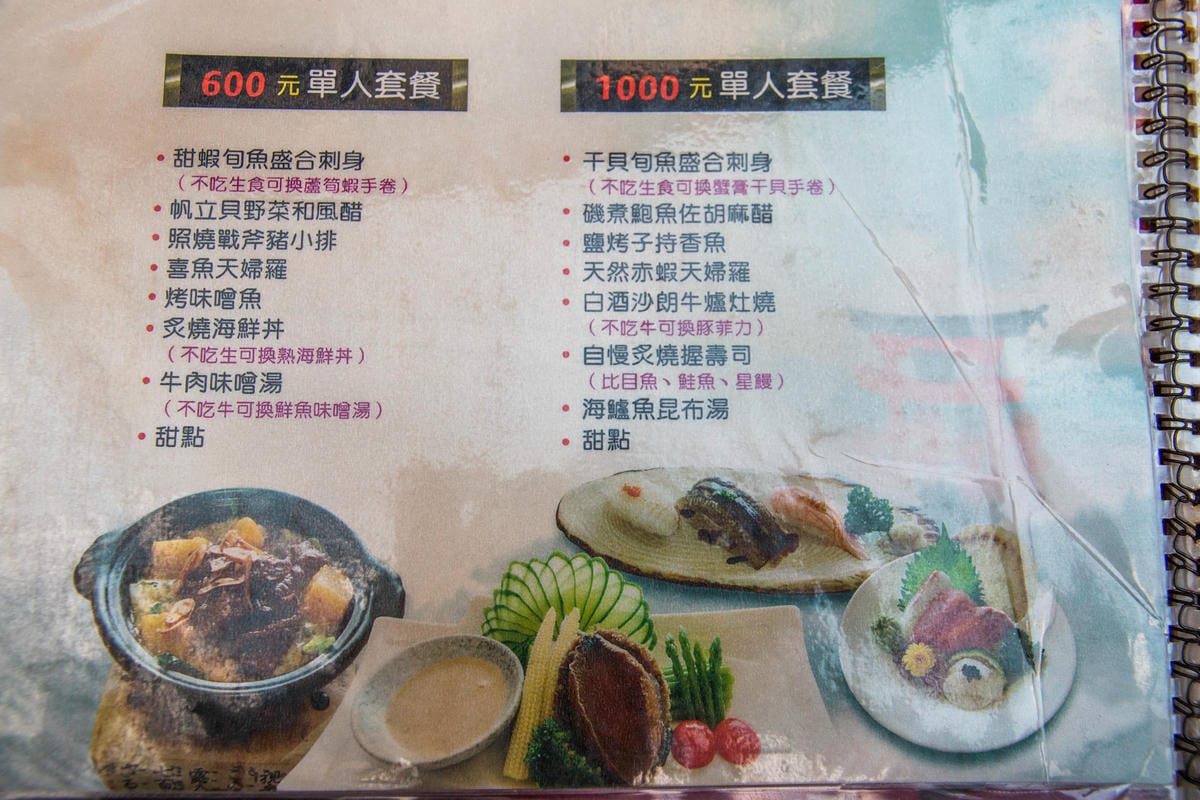 600元單人套餐
• 甜蝦旬魚盛合刺身
（不吃生食可換蘆筍蝦手卷）
• 帆立貝野菜和風醋
• 照燒戰斧豬小排
• 喜魚天婦羅
• 烤味噌魚
• 炙燒海鮮丼
（不吃生可換熟海鮮丼）
• 牛肉味噌湯
（不吃牛可換鮮魚味噌湯）
• 甜點
1000元單人套餐
• 干貝旬魚盛合刺身
（不吃生食可換蟹膏干貝手卷）
• 磯煮鮑魚佐胡麻醋
• 鹽烤子持香魚
• 天然赤蝦天婦羅
• 白酒沙朗牛爐灶燒
（不吃牛可換豚菲力）
• 自慢炙燒握壽司
（比目魚、鮭魚、星鰻）
• 海鱸魚昆布湯
• 甜點